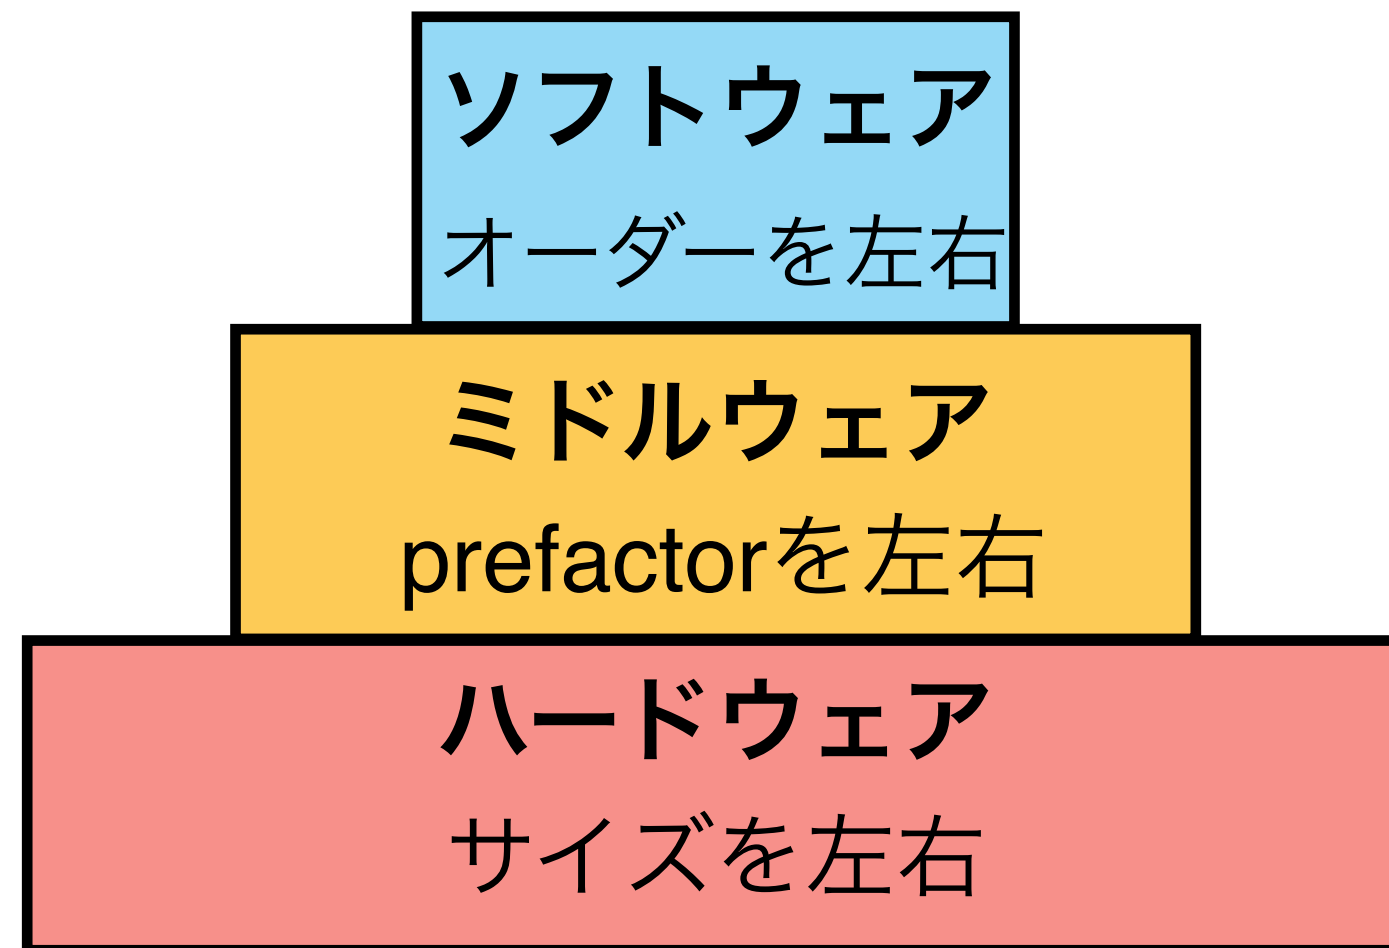 ソフトウェア
オーダーを左右
ミドルウェア
prefactorを左右
ハードウェア
サイズを左右